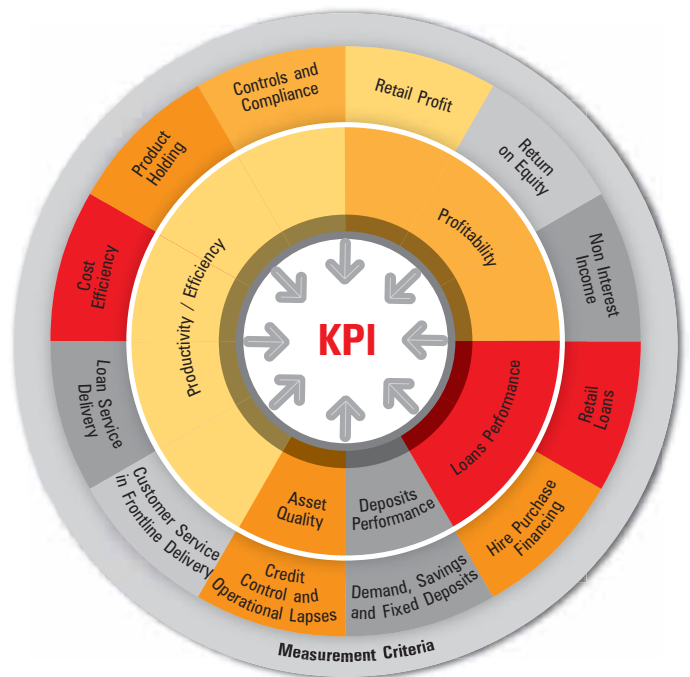 Controls and
Compliance
Retail Profit
Return
on Equity
Non Interest
Income
Retail
Loans
Hire Purchase
Financing
Demand, Savings
and Fixed Deposits
Credit
Control and
Operational Lapses
Customer Service
in Frontline Delivery
Loan Service
Delivery
Cost
Efficiency
Product
Holding
Profitability
Loans Performance
Deposits
Performance
Asset
Quality
Productivity / Efficiency
KPI
Measurement Criteria